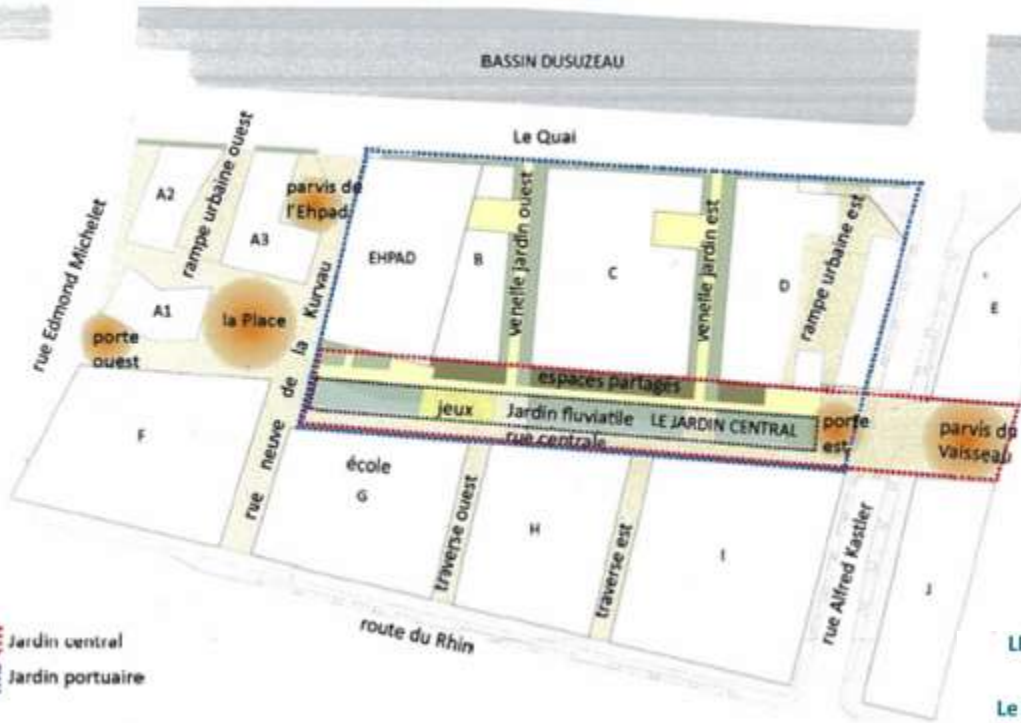 BASSIN DUSUZEAU
Le Quai
rue Edmond Michelet
A2
rampe urbaine ouest
A3
parvis de
l'Ehpad
A1
la Place
porte
ouest
rue neuve de la Kurvau
EHPAD
B
venelle jardin ouest
C
venelle jardin est
D
rampe urbaine est
E
espaces partagés
jeux
Jardin fluviatile
LE JARDIN CENTRAL
rue centrale
porte
est
parvis du
vaisseau
F
école
G
traverse ouest
H
traverse est
I
rue Alfred Kastler
J
route du Rhin
Jardin central
Jardin portuaire
Le